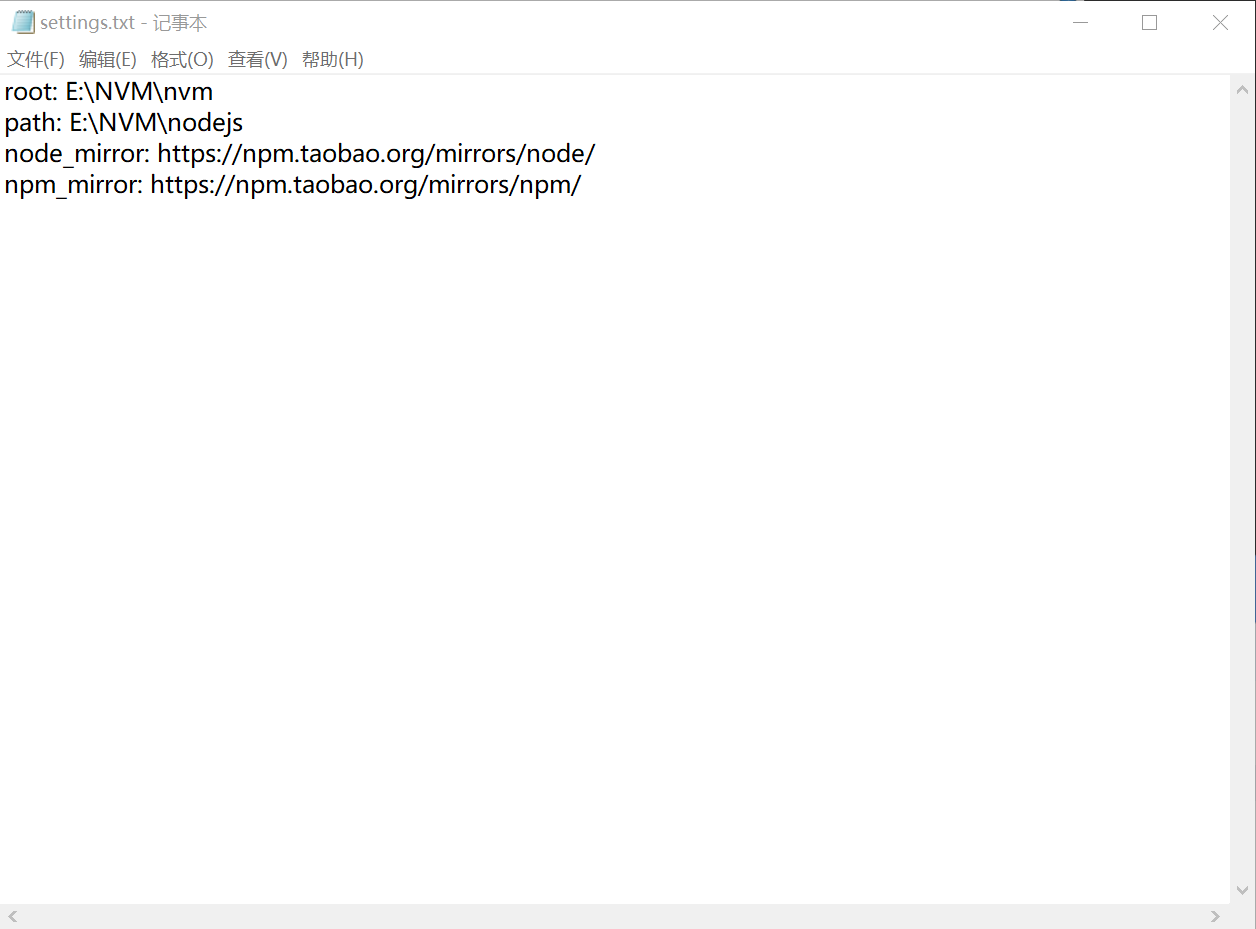 settings.txt - 记事本
文件(F) 编辑(E) 格式(O) 查看(V) 帮助(H)
root: E:\NVM\nvm
path: E:\NVM\nodejs
node_mirror: https://npm.taobao.org/mirrors/node/
npm_mirror: https://npm.taobao.org/mirrors/npm/